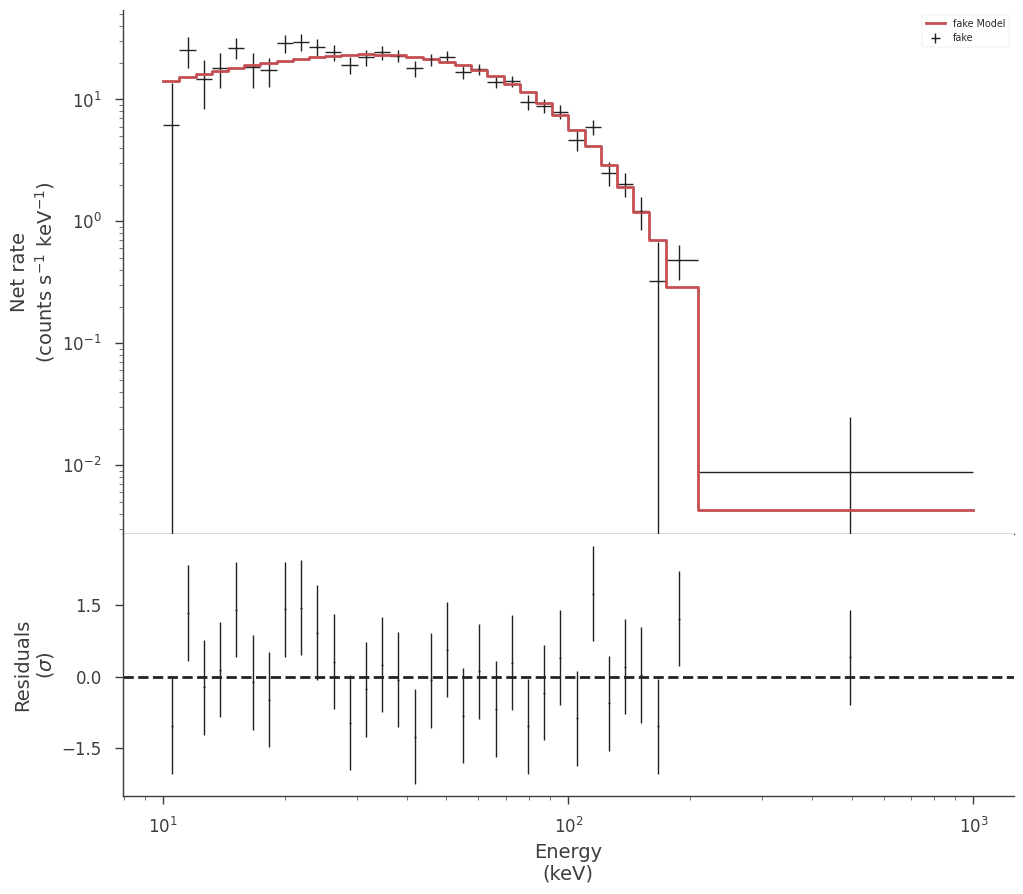 fake Model
fake
10¹
10⁰
10⁻¹
10⁻²
Net rate
(counts s⁻¹ keV⁻¹)
1.5
0.0
−1.5
Residuals
(σ)
10¹
10²
10³
Energy
(keV)